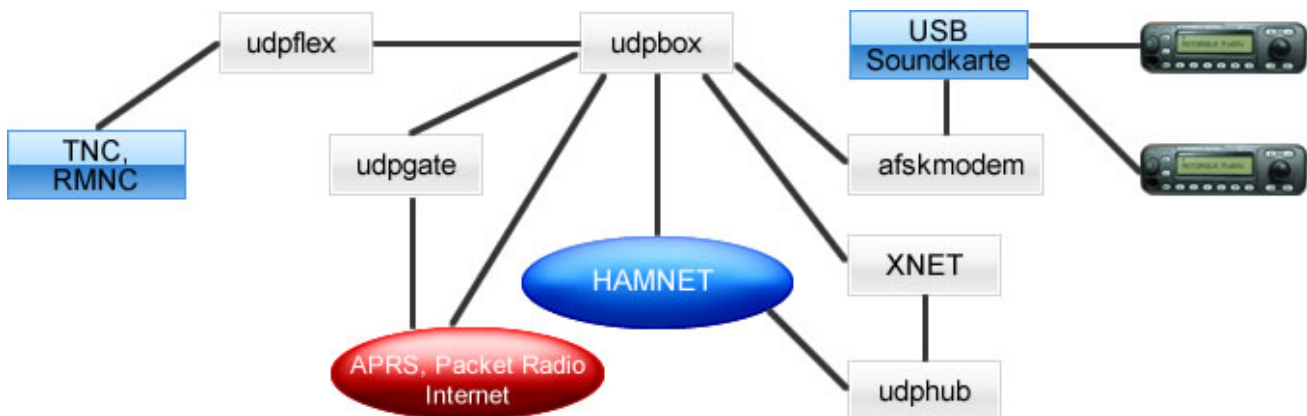 udpflex
udpbox
USB
Soundkarte
TNC,
RMNC
udpgate
afskmodem
HAMNET
XNET
APRS, Packet Radio
Internet
udphub